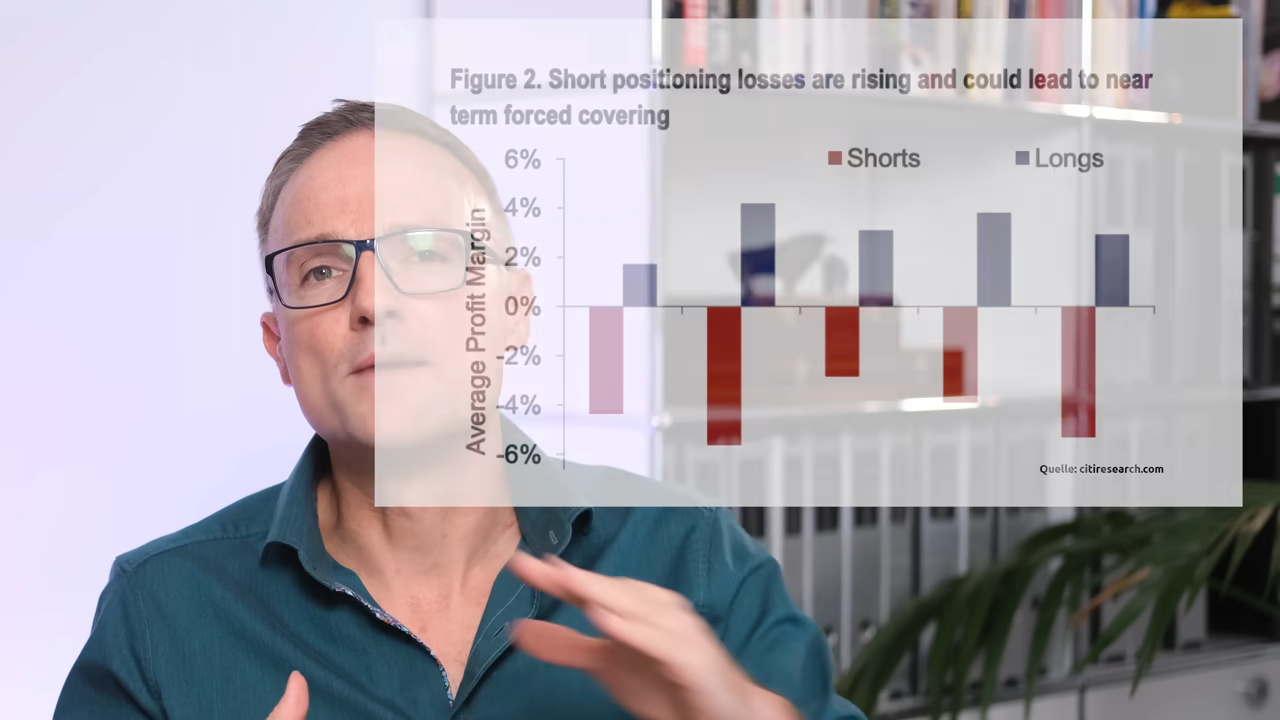 Figure 2. Short positioning losses are rising and could lead to near
term forced covering
Shorts
Longs
Average Profit Margin
6%
4%
2%
0%
-2%
-4%
-6%
Quelle: citiresearch.com